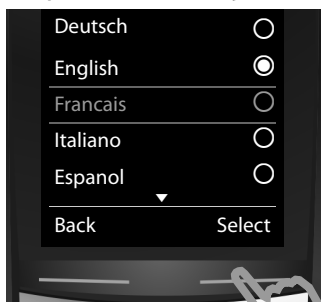 Deutsch
English
Francais
Italiano
Espanol
Back Select